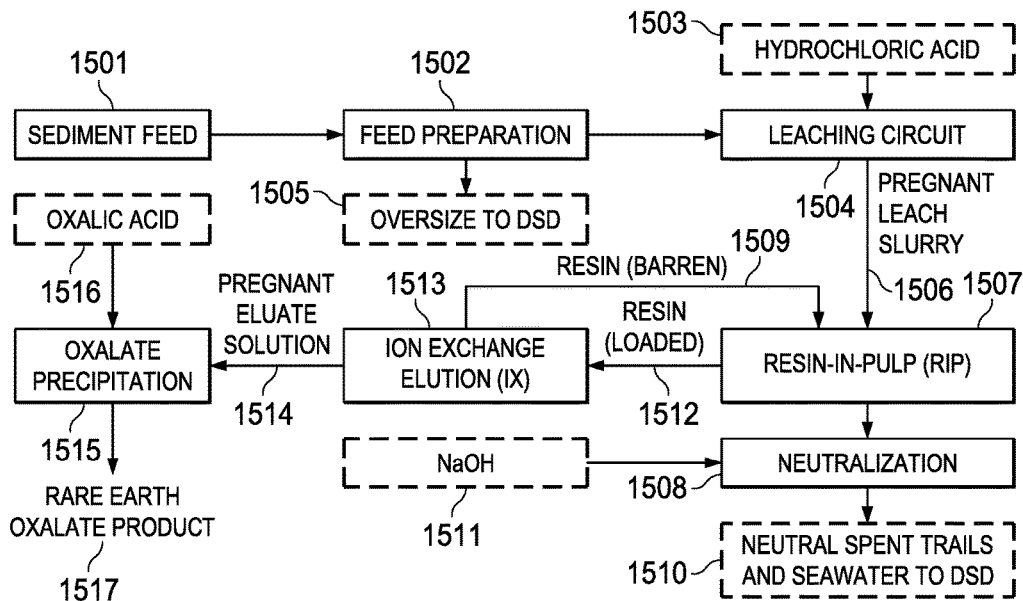 1503
HYDROCHLORIC ACID
1501
SEDIMENT FEED
1502
FEED PREPARATION
LEACHING CIRCUIT
1504
1505
OVERSIZE TO DSD
OXALIC ACID
1516
PREGNANT
LEACH
SLURRY
1506
1509
RESIN (BARREN)
1507
RESIN-IN-PULP (RIP)
RESIN
(LOADED)
1512
1513
ION EXCHANGE
ELUTION (IX)
PREGNANT
ELUATE
SOLUTION
1514
OXALATE
PRECIPITATION
1515
RARE EARTH
OXALATE PRODUCT
1517
NaOH
1511
NEUTRALIZATION
1508
NEUTRAL SPENT TRAILS
AND SEAWATER TO DSD
1510